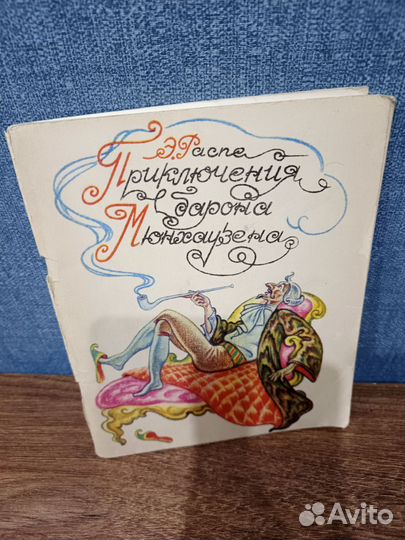 Э. Распе
Приключения
барона
Мюнхаузена
Avito